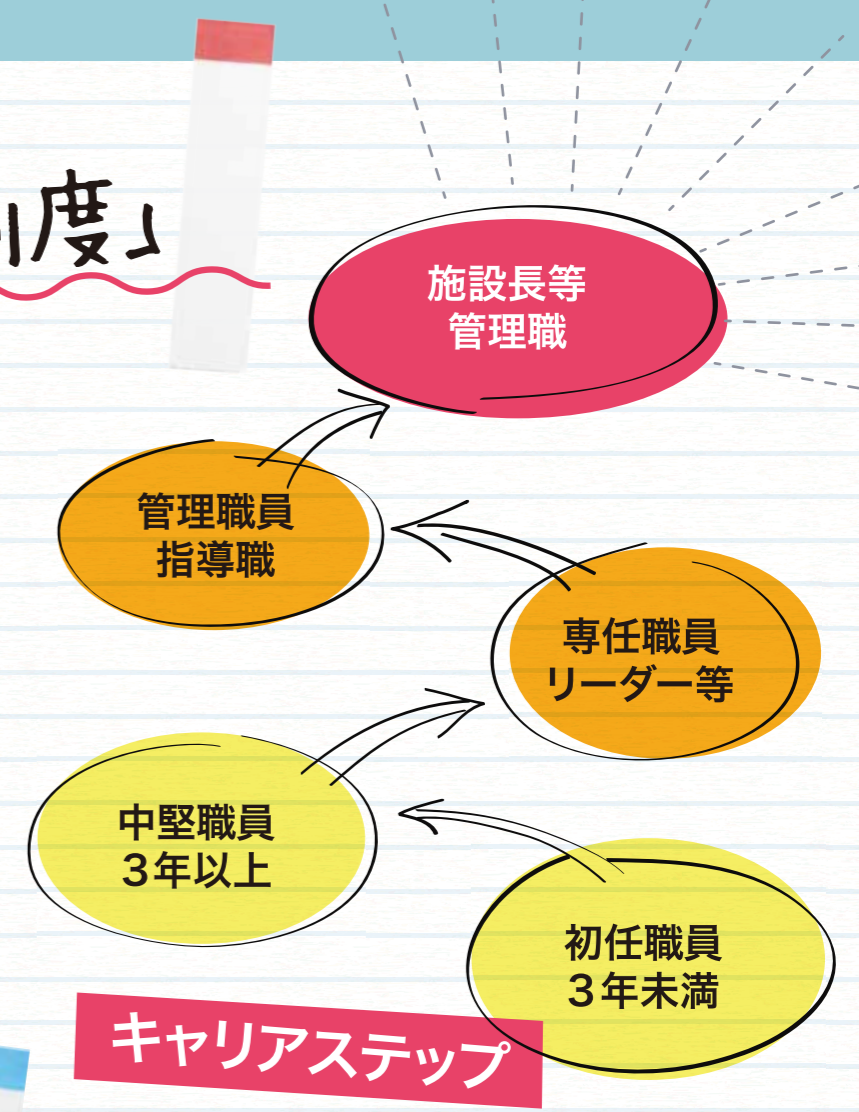 度」
施設長等
管理職
管理職員
指導職
専任職員
リーダー等
中堅職員
3年以上
初任職員
3年未満
キャリアステップ